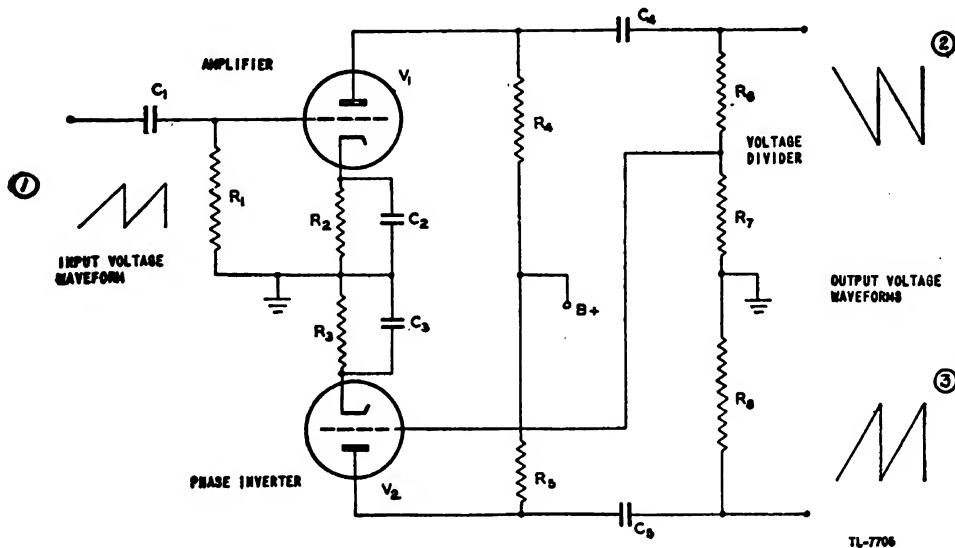 C4
AMPLIFIER
V1
2
C1
R6
R4
VOLTAGE
DIVIDER
1
R1
R2
C2
R7
INPUT VOLTAGE
WAVEFORM
B+
OUTPUT VOLTAGE
WAVEFORMS
R3
C3
R8
3
PHASE INVERTER
V2
R5
C5
TL-7706